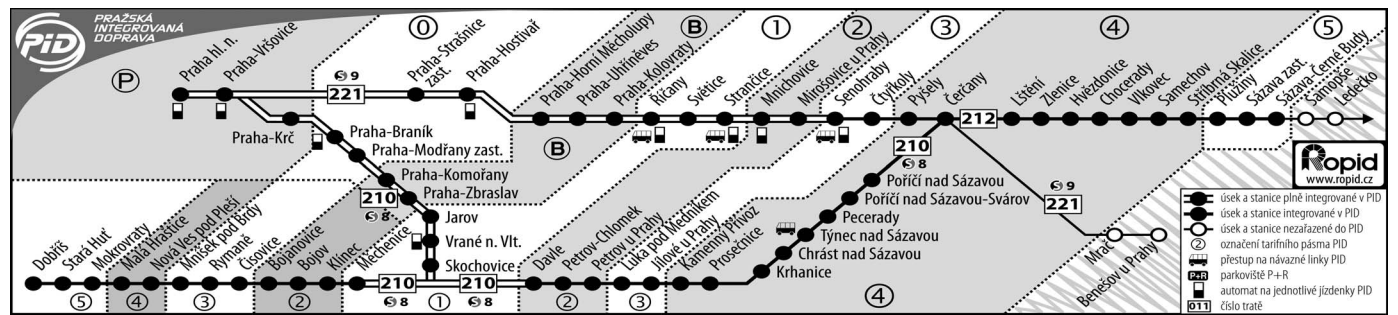 PID
PRAŽSKÁ
INTEGROVANÁ
DOPRAVA
P
0
B
1
2
3
4
5
Praha hl. n.
Praha-Vršovice
Praha-Strašnice
zast.
Praha-Hostivař
Praha-Horní Měcholupy
Praha-Uhříněves
Praha-Kolovraty
Říčany
Světice
Strančice
Mnichovice
Mirošovice u Prahy
Senohraby
Čtyřkoly
Pyšely
Čerčany
Lštění
Zlenice
Hvězdonice
Chocerady
Vlkovec
Samechov
Stříbrná Skalice
Plužiny
Sázava zast.
Sázava-Černé Budy
Samopše
Ledečko
S 9
221
212
Praha-Krč
Praha-Braník
Praha-Modřany zast.
Praha-Komořany
Praha-Zbraslav
210
S 8
Jarov
Vrané n. Vlt.
Skochovice
B
210
S 8
Poříčí nad Sázavou
Poříčí nad Sázavou-Svárov
Pecerady
Týnec nad Sázavou
Chrást nad Sázavou
Krhanice
S 9
221
Mrač
Benešov u Prahy
Dobříš
Stará Huť
Mokrovraty
Malá Hraštice
Nová Ves pod Pleší
Mníšek pod Brdy
Rymaně
Čisovice
Bojanovice
Bojov
Klínec
Měchenice
Davle
Petrov-Chlomek
Petrov u Prahy
Luka pod Medníkem
Jílové u Prahy
Kamenný Přívoz
Prosečnice
210
S 8
210
S 8
5
4
3
2
1
2
3
4
Ropid
www.ropid.cz
úsek a stanice plně integrované v PID
úsek a stanice integrované v PID
úsek a stanice nezařazené do PID
2 označení tarifního pásma PID
přestup na návazné linky PID
P+R parkoviště P+R
automat na jednotlivé jízdenky PID
011 číslo tratě